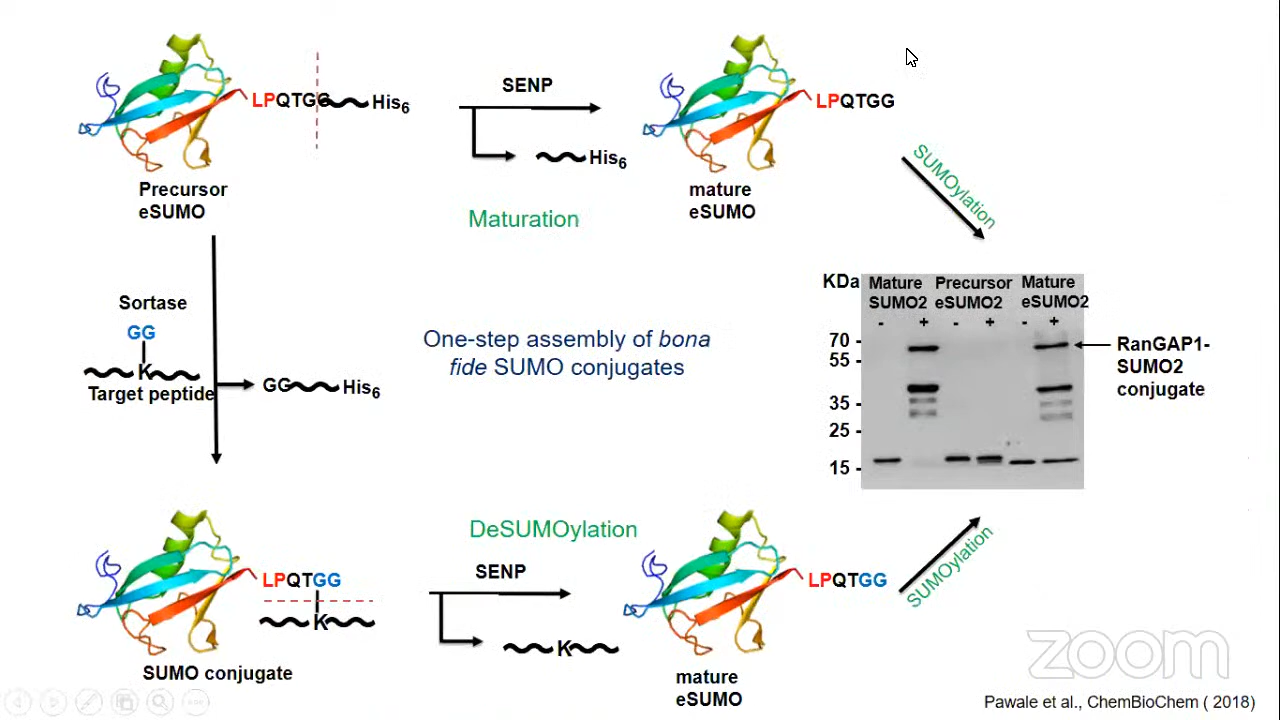 LPQTGG
His6
SENP
His6
LPQTGG
Precursor
eSUMO
mature
eSUMO
Maturation
SUMOylation
Sortase
GG
K
Target peptide
GG
His6
One-step assembly of bona
fide SUMO conjugates
KDa
Mature
SUMO2
Precursor
eSUMO2
Mature
eSUMO2
- + - + - +
70 -
55 -
35 -
25 -
15 -
RanGAP1-
SUMO2
conjugate
LPQTGG
K
SUMO conjugate
DeSUMOylation
SENP
K
LPQTGG
mature
eSUMO
SUMOylation
zoom
Pawale et al., ChemBioChem ( 2018)